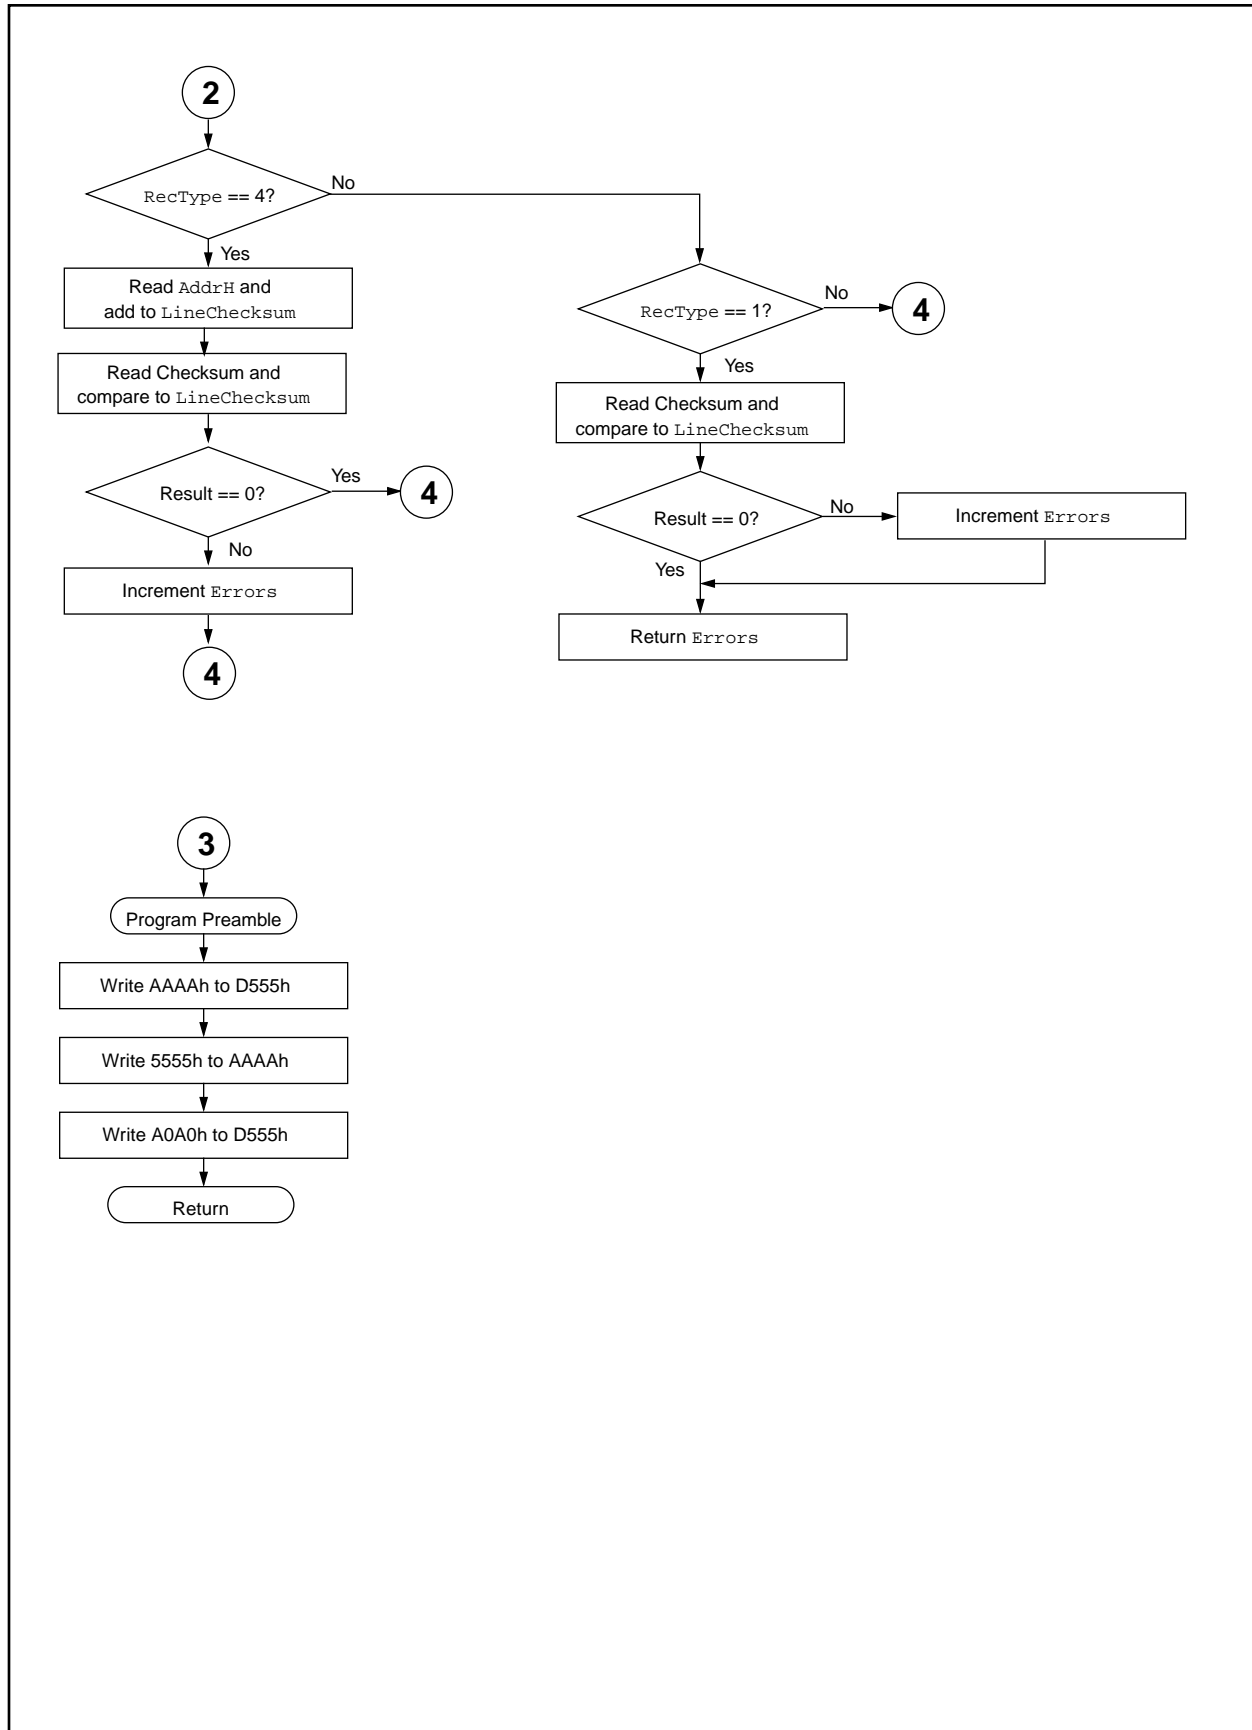 2
RecType == 4?
No
Yes
Read AddrH and
add to LineChecksum
Read Checksum and
compare to LineChecksum
Result == 0?
Yes
4
No
Increment Errors
4
RecType == 1?
No
4
Yes
Read Checksum and
compare to LineChecksum
Result == 0?
No
Increment Errors
Yes
Return Errors
3
Program Preamble
Write AAAAh to D555h
Write 5555h to AAAAh
Write A0A0h to D555h
Return